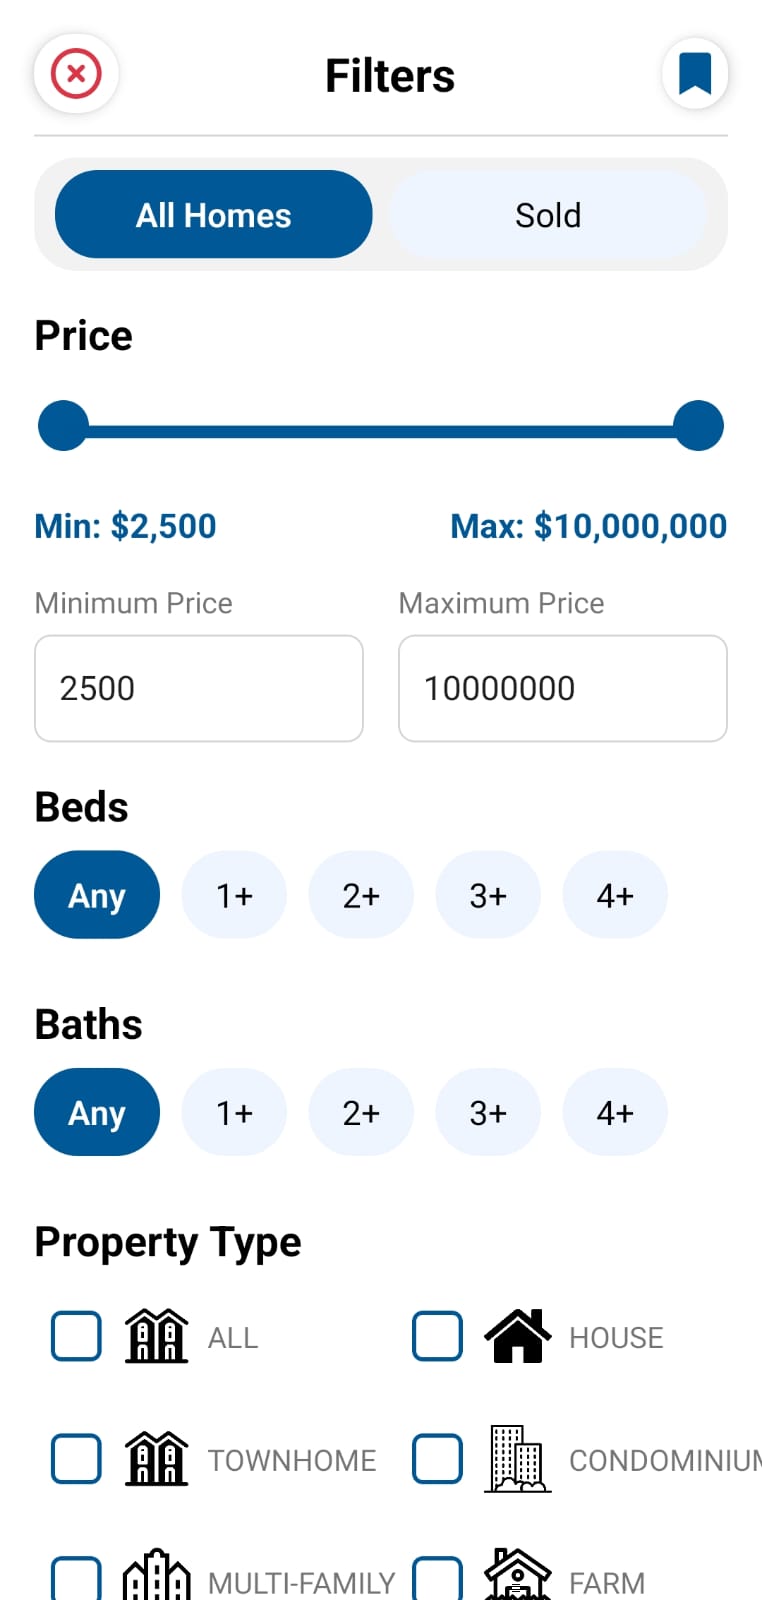 Filters
All Homes Sold
Price
Min: $2,500 Max: $10,000,000
Minimum Price Maximum Price
2500 10000000
Beds
Any 1+ 2+ 3+ 4+
Baths
Any 1+ 2+ 3+ 4+
Property Type
ALL HOUSE
TOWNHOME CONDOMINIUM
MULTI-FAMILY FARM